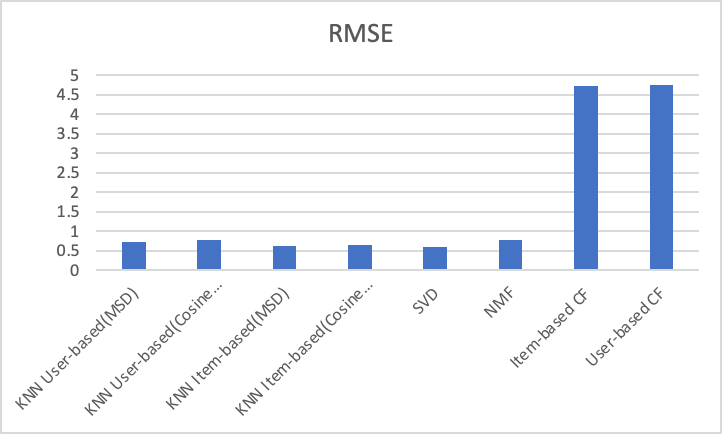 RMSE
5
4.5
4
3.5
3
2.5
2
1.5
1
0.5
0
KNN User-based(MSD)
KNN User-based(Cosine...
KNN Item-based(MSD)
KNN Item-based(Cosine...
SVD
NMF
Item-based CF
User-based CF